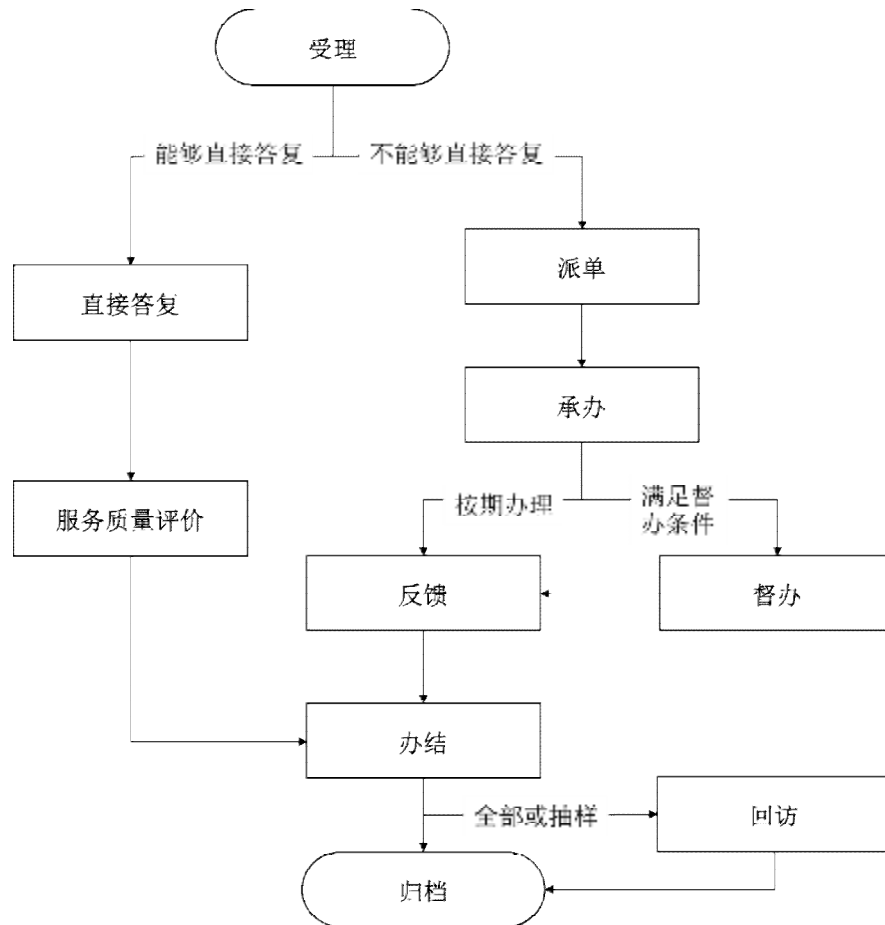 受理
能够直接答复
不能够直接答复
派单
直接答复
承办
服务质量评价
按期办理
满足督
办条件
反馈
督办
办结
全部或抽样
回访
归档